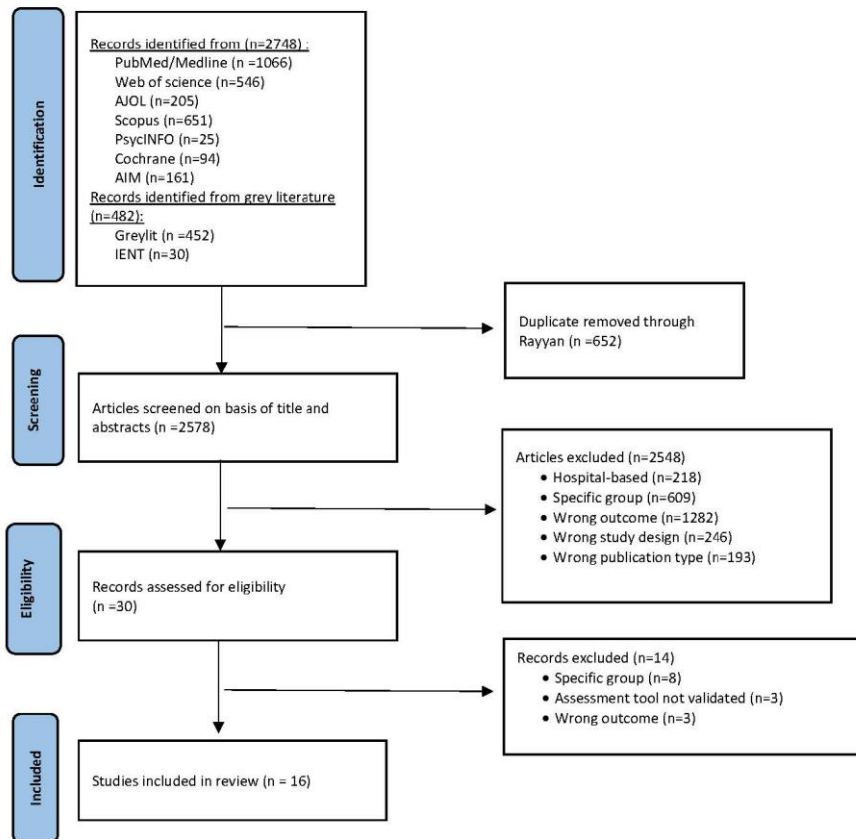 Identification
Records identified from (n=2748) :
PubMed/Medline (n =1066)
Web of science (n=546)
AJOL (n=205)
Scopus (n=651)
PsycINFO (n=25)
Cochrane (n=94)
AIM (n=161)
Records identified from grey literature
(n=482):
Greylit (n=452)
IENT (n=30)
Duplicate removed through
Rayyan (n =652)
Screening
Articles screened on basis of title and
abstracts (n =2578)
Articles excluded (n=2548)
• Hospital-based (n=218)
• Specific group (n=609)
• Wrong outcome (n=1282)
• Wrong study design (n=246)
• Wrong publication type (n=193)
Eligibility
Records assessed for eligibility
(n =30)
Records excluded (n=14)
• Specific group (n=8)
• Assessment tool not validated (n=3)
• Wrong outcome (n=3)
Included
Studies included in review (n = 16)